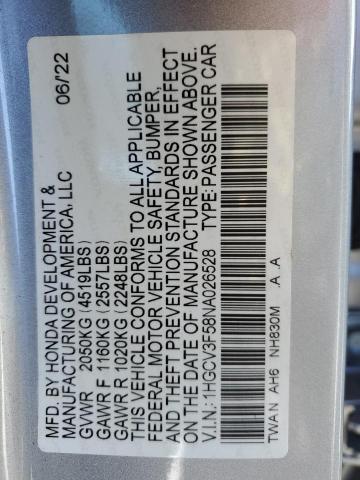 MFD. BY HONDA DEVELOPMENT & 06/22
MANUFACTURING OF AMERICA, LLC
GVWR 2050KG (4519LBS)
GAWR F 1160KG (2557LBS)
GAWR R 1020KG (2248LBS)
THIS VEHICLE CONFORMS TO ALL APPLICABLE
FEDERAL MOTOR VEHICLE SAFETY, BUMPER,
AND THEFT PREVENTION STANDARDS IN EFFECT
ON THE DATE OF MANUFACTURE SHOWN ABOVE.
V.I.N.: 1HGCV3F58NA026528 TYPE: PASSENGER CAR
TWA N AH6 NH830M .A .A